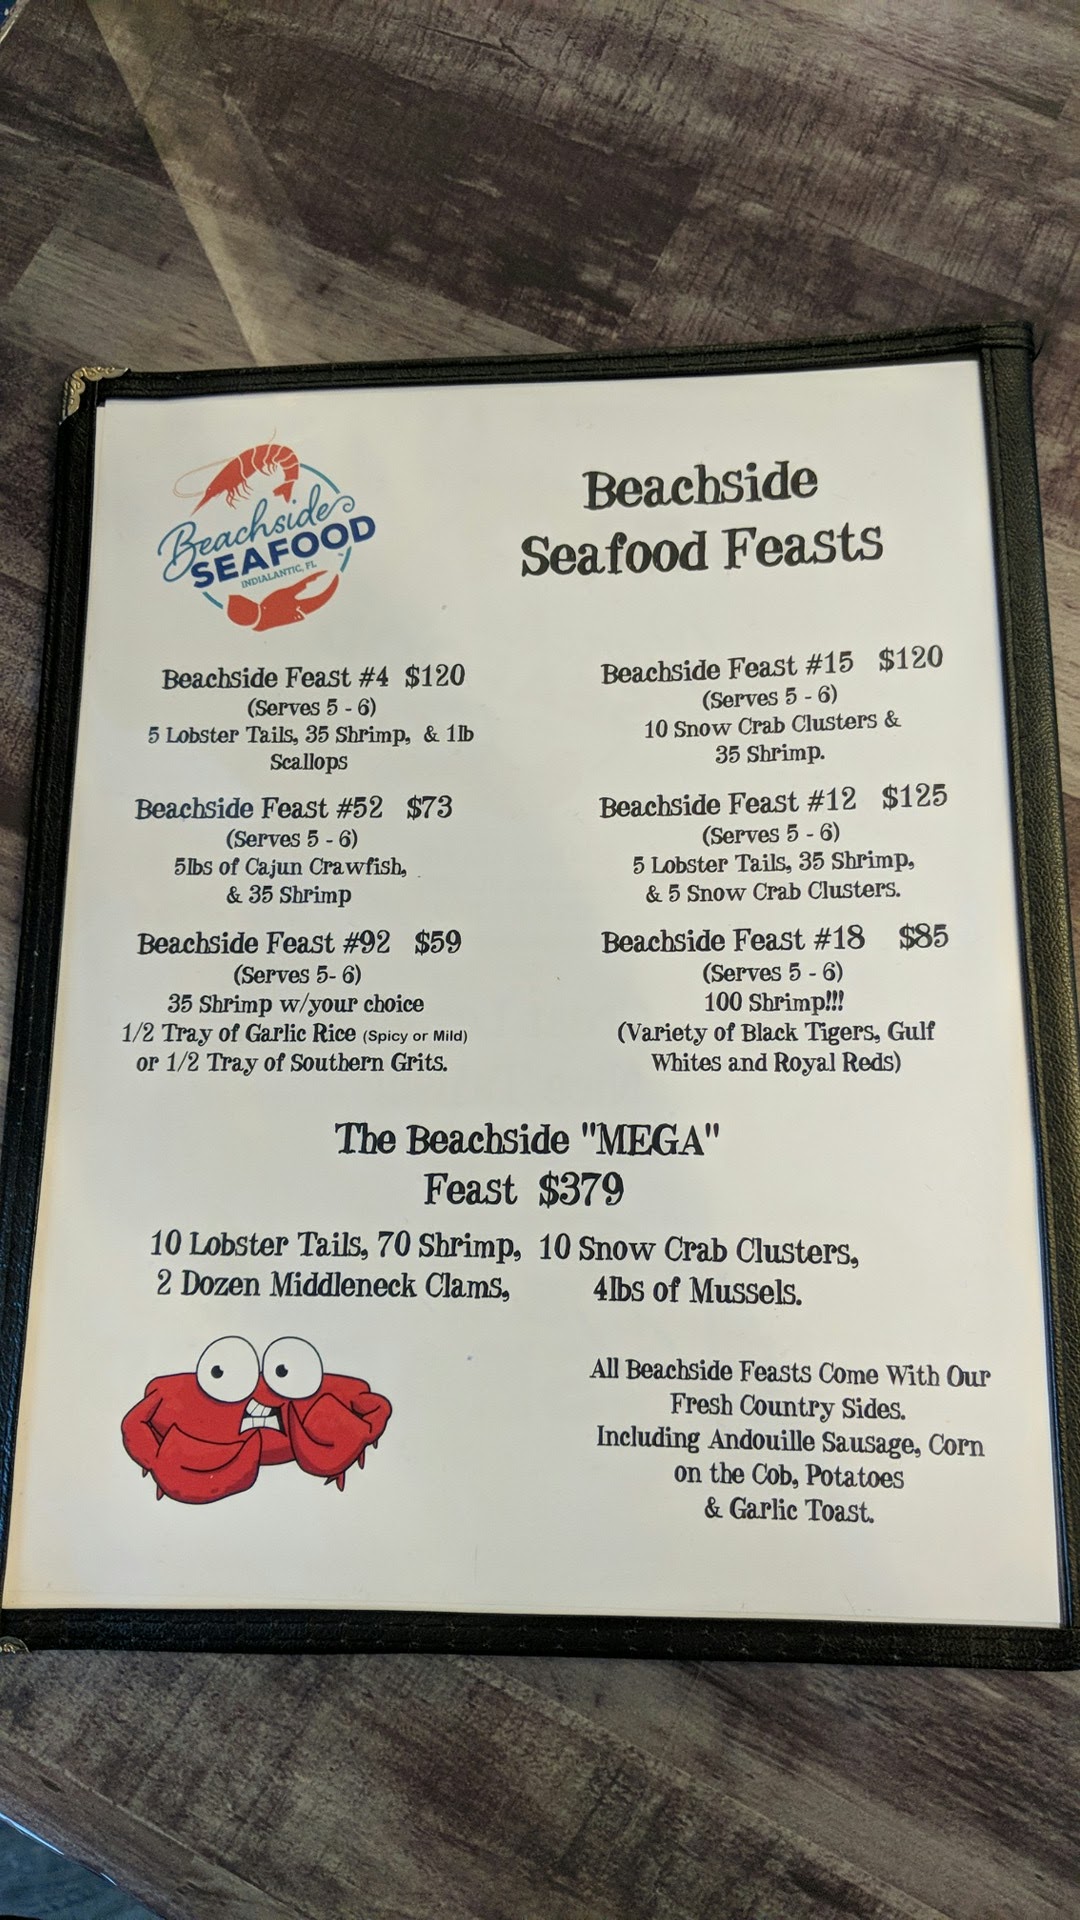 Beachside
SEAFOOD
INDIALANTIC, FL
Beachside
Seafood Feasts
Beachside Feast #4 $120
(Serves 5 - 6)
5 Lobster Tails, 35 Shrimp, & 1lb
Scallops
Beachside Feast #52 $73
(Serves 5 - 6)
5lbs of Cajun Crawfish,
& 35 Shrimp
Beachside Feast #92 $59
(Serves 5- 6)
35 Shrimp w/your choice
1/2 Tray of Garlic Rice (Spicy or Mild)
or 1/2 Tray of Southern Grits.
Beachside Feast #15 $120
(Serves 5 - 6)
10 Snow Crab Clusters &
35 Shrimp.
Beachside Feast #12 $125
(Serves 5 - 6)
5 Lobster Tails, 35 Shrimp,
& 5 Snow Crab Clusters.
Beachside Feast #18 $85
(Serves 5 - 6)
100 Shrimp!!!
(Variety of Black Tigers, Gulf
Whites and Royal Reds)
The Beachside "MEGA"
Feast $379
10 Lobster Tails, 70 Shrimp, 10 Snow Crab Clusters,
2 Dozen Middleneck Clams, 4lbs of Mussels.
All Beachside Feasts Come With Our
Fresh Country Sides.
Including Andouille Sausage, Corn
on the Cob, Potatoes
& Garlic Toast.